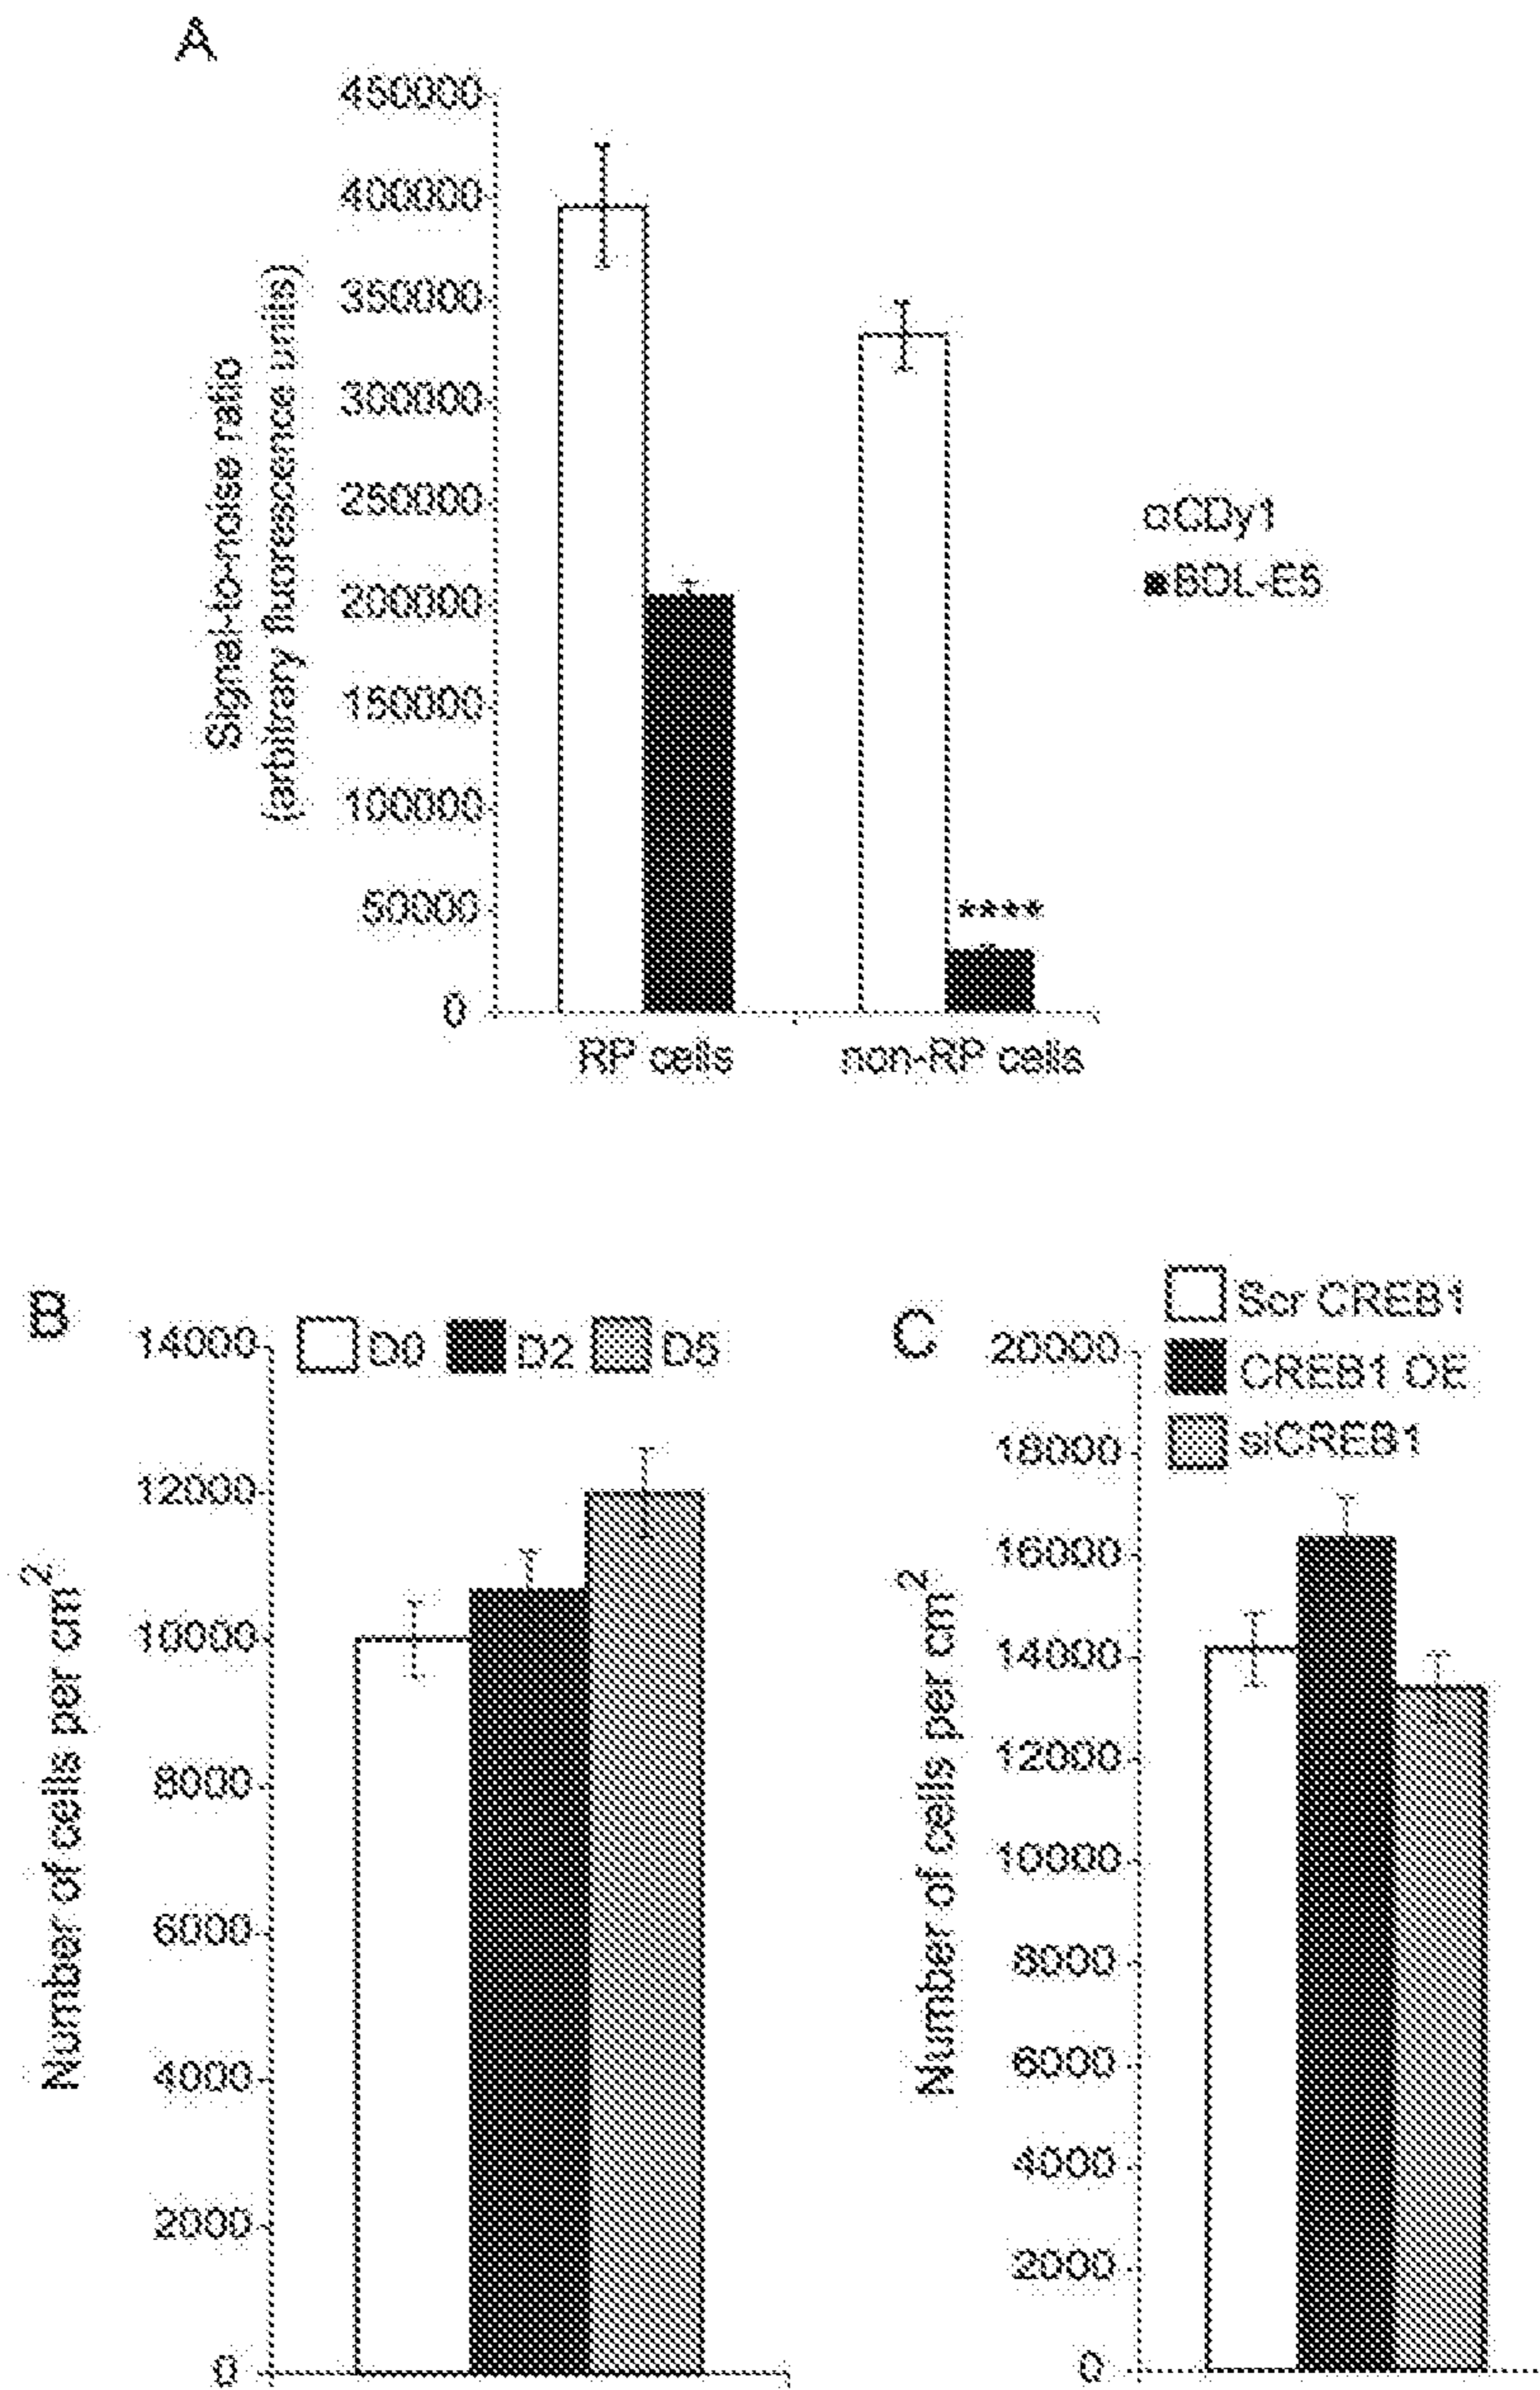 A
450000
400000
350000
300000
250000
200000
150000
100000
50000
0
Signal-to-noise ratio
(arbitrary fluorescence units)
CDy1
BDL-E5
****
RP cells
non-RP cells
B
14000
12000
10000
8000
6000
4000
2000
0
Number of cells per cm2
D0
D2
D5
C
20000
18000
16000
14000
12000
10000
8000
6000
4000
2000
0
Number of cells per cm2
Scr CREB1
CREB1 OE
siCREB1